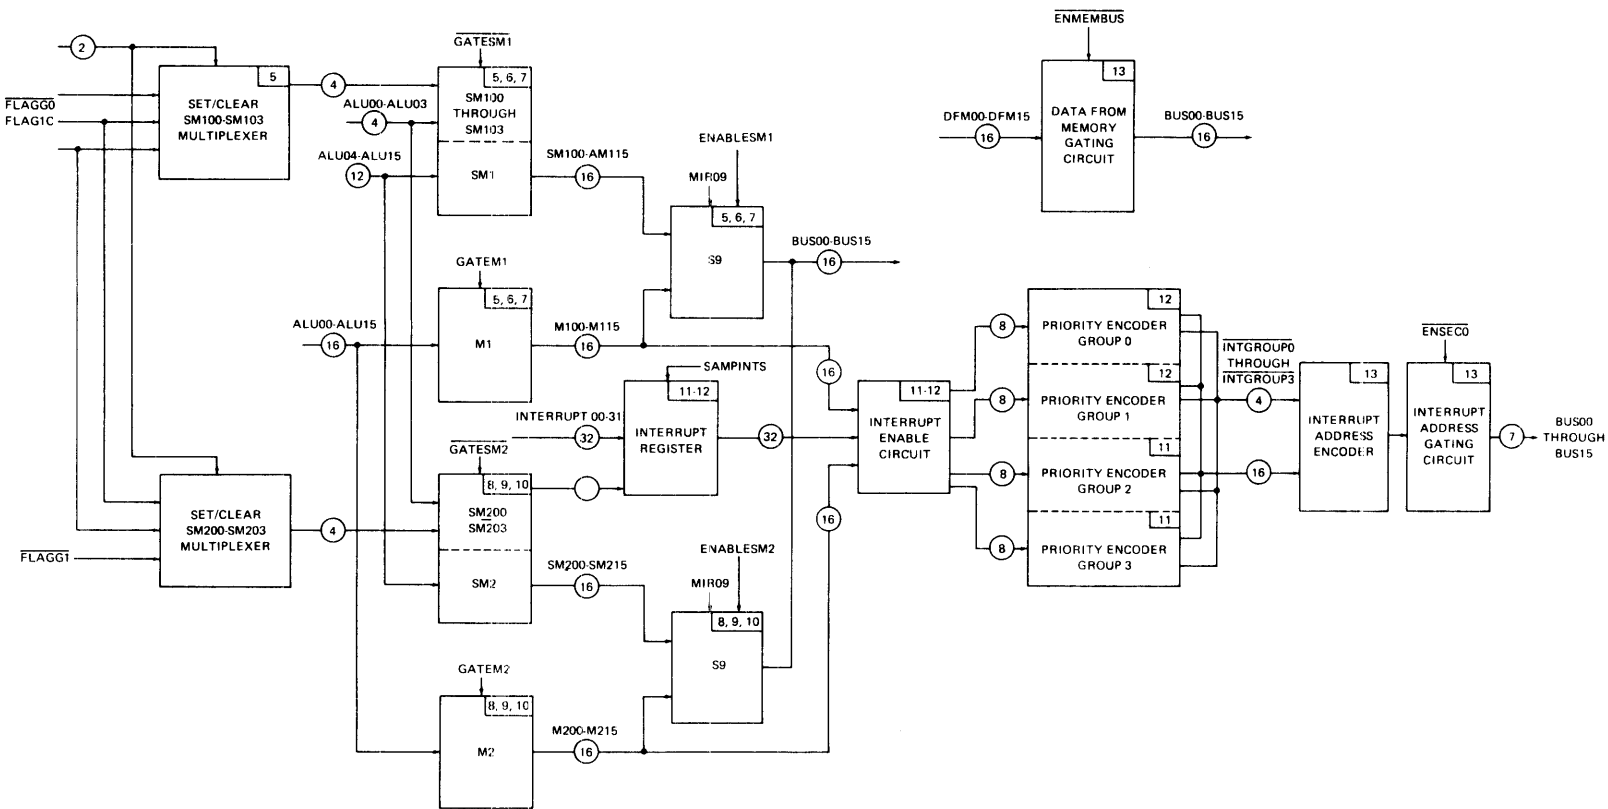 ENMEMBUS
13
DATA FROM
MEMORY
GATING
CIRCUIT
DFM00-DFM15
16
BUS00-BUS15
16
2
5
SET/CLEAR
SM100-SM103
MULTIPLEXER
4
FLAGG0
FLAG1C
GATESM1
5, 6, 7
SM100
THROUGH
SM103
SM1
ALU00-ALU03
4
ALU04-ALU15
12
SM100-AM115
16
ENABLESM1
MIR09
5, 6, 7
S9
BUS00-BUS15
16
GATEM1
5, 6, 7
M1
ALU00-ALU15
16
M100-M115
16
16
SAMPINTS
11-12
INTERRUPT
REGISTER
INTERRUPT 00-31
32
32
11-12
INTERRUPT
ENABLE
CIRCUIT
8
8
8
8
12
PRIORITY ENCODER
GROUP 0
12
PRIORITY ENCODER
GROUP 1
11
PRIORITY ENCODER
GROUP 2
11
PRIORITY ENCODER
GROUP 3
INTGROUP0
THROUGH
INTGROUP3
4
16
13
INTERRUPT
ADDRESS
ENCODER
ENSEC0
13
INTERRUPT
ADDRESS
GATING
CIRCUIT
7
BUS00
THROUGH
BUS15
GATESM2
8, 9, 10
SM200
SM203
SM2
SET/CLEAR
SM200-SM203
MULTIPLEXER
4
FLAGG1
SM200-SM215
16
ENABLESM2
MIR09
8, 9, 10
S9
16
GATEM2
8, 9, 10
M2
M200-M215
16